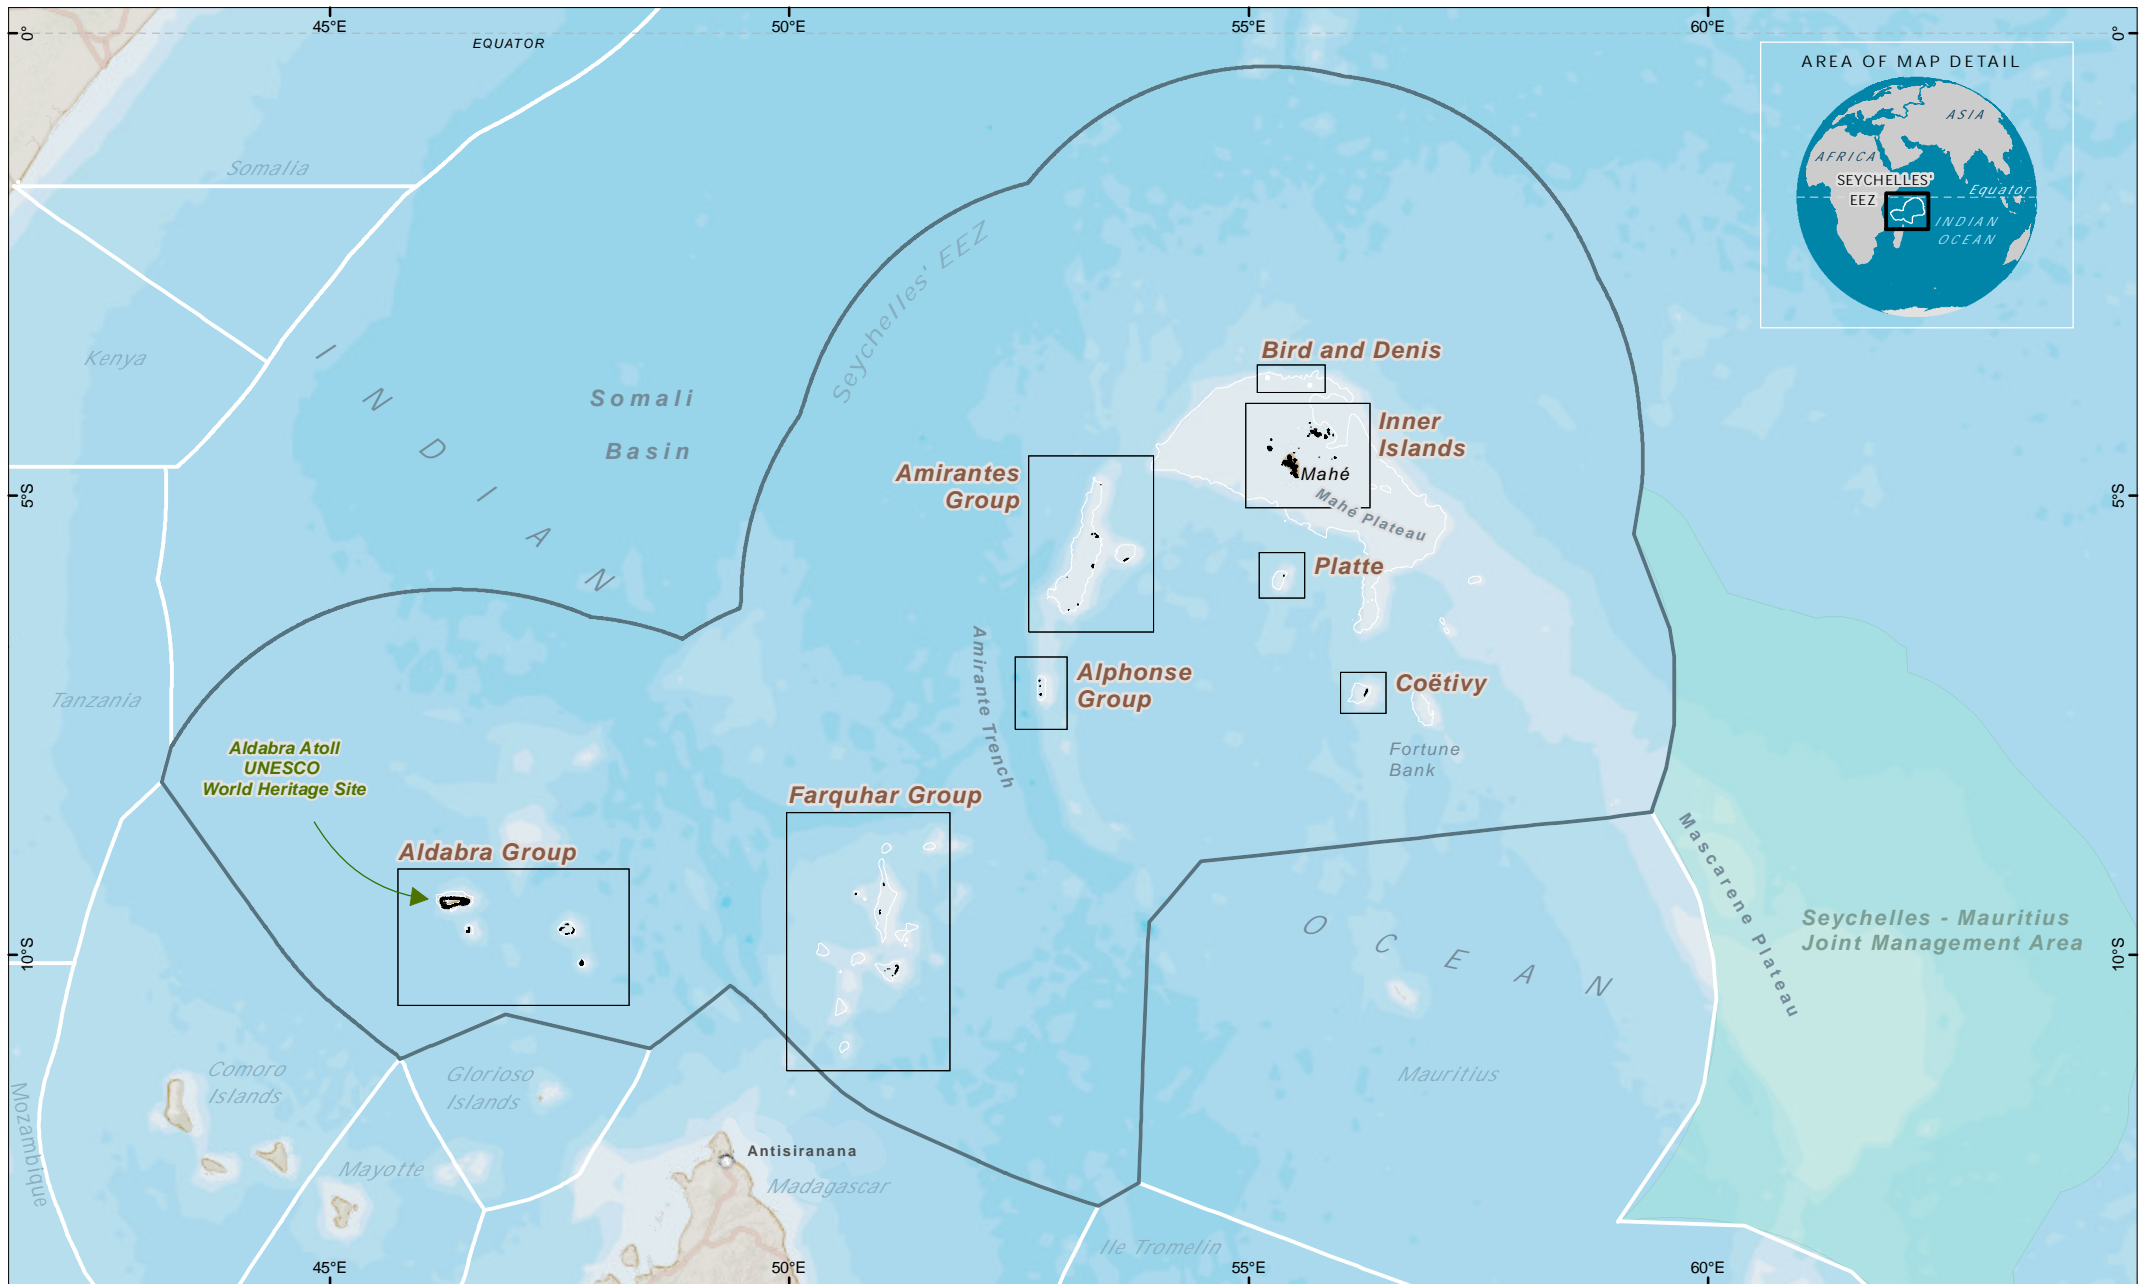 45°E
50°E
55°E
60°E
0°
EQUATOR
0°
AREA OF MAP DETAIL
ASIA
AFRICA
SEYCHELLES'
EEZ
Equator
INDIAN
OCEAN
Somalia
Seychelles' EEZ
Kenya
INDIAN
Somali
Basin
Bird and Denis
Inner
Islands
Mahé
Mahé Plateau
Amirantes
Group
5°S
5°S
Platte
Amirante Trench
Alphonse
Group
Coëtivy
Fortune
Bank
Tanzania
Aldabra Atoll
UNESCO
World Heritage Site
Farquhar Group
Aldabra Group
Mascarene Plateau
Seychelles - Mauritius
Joint Management Area
OCEAN
10°S
10°S
Comoro
Islands
Glorioso
Islands
Mauritius
Mozambique
Mayotte
Antisiranana
Madagascar
Ile Tromelin
45°E
50°E
55°E
60°E